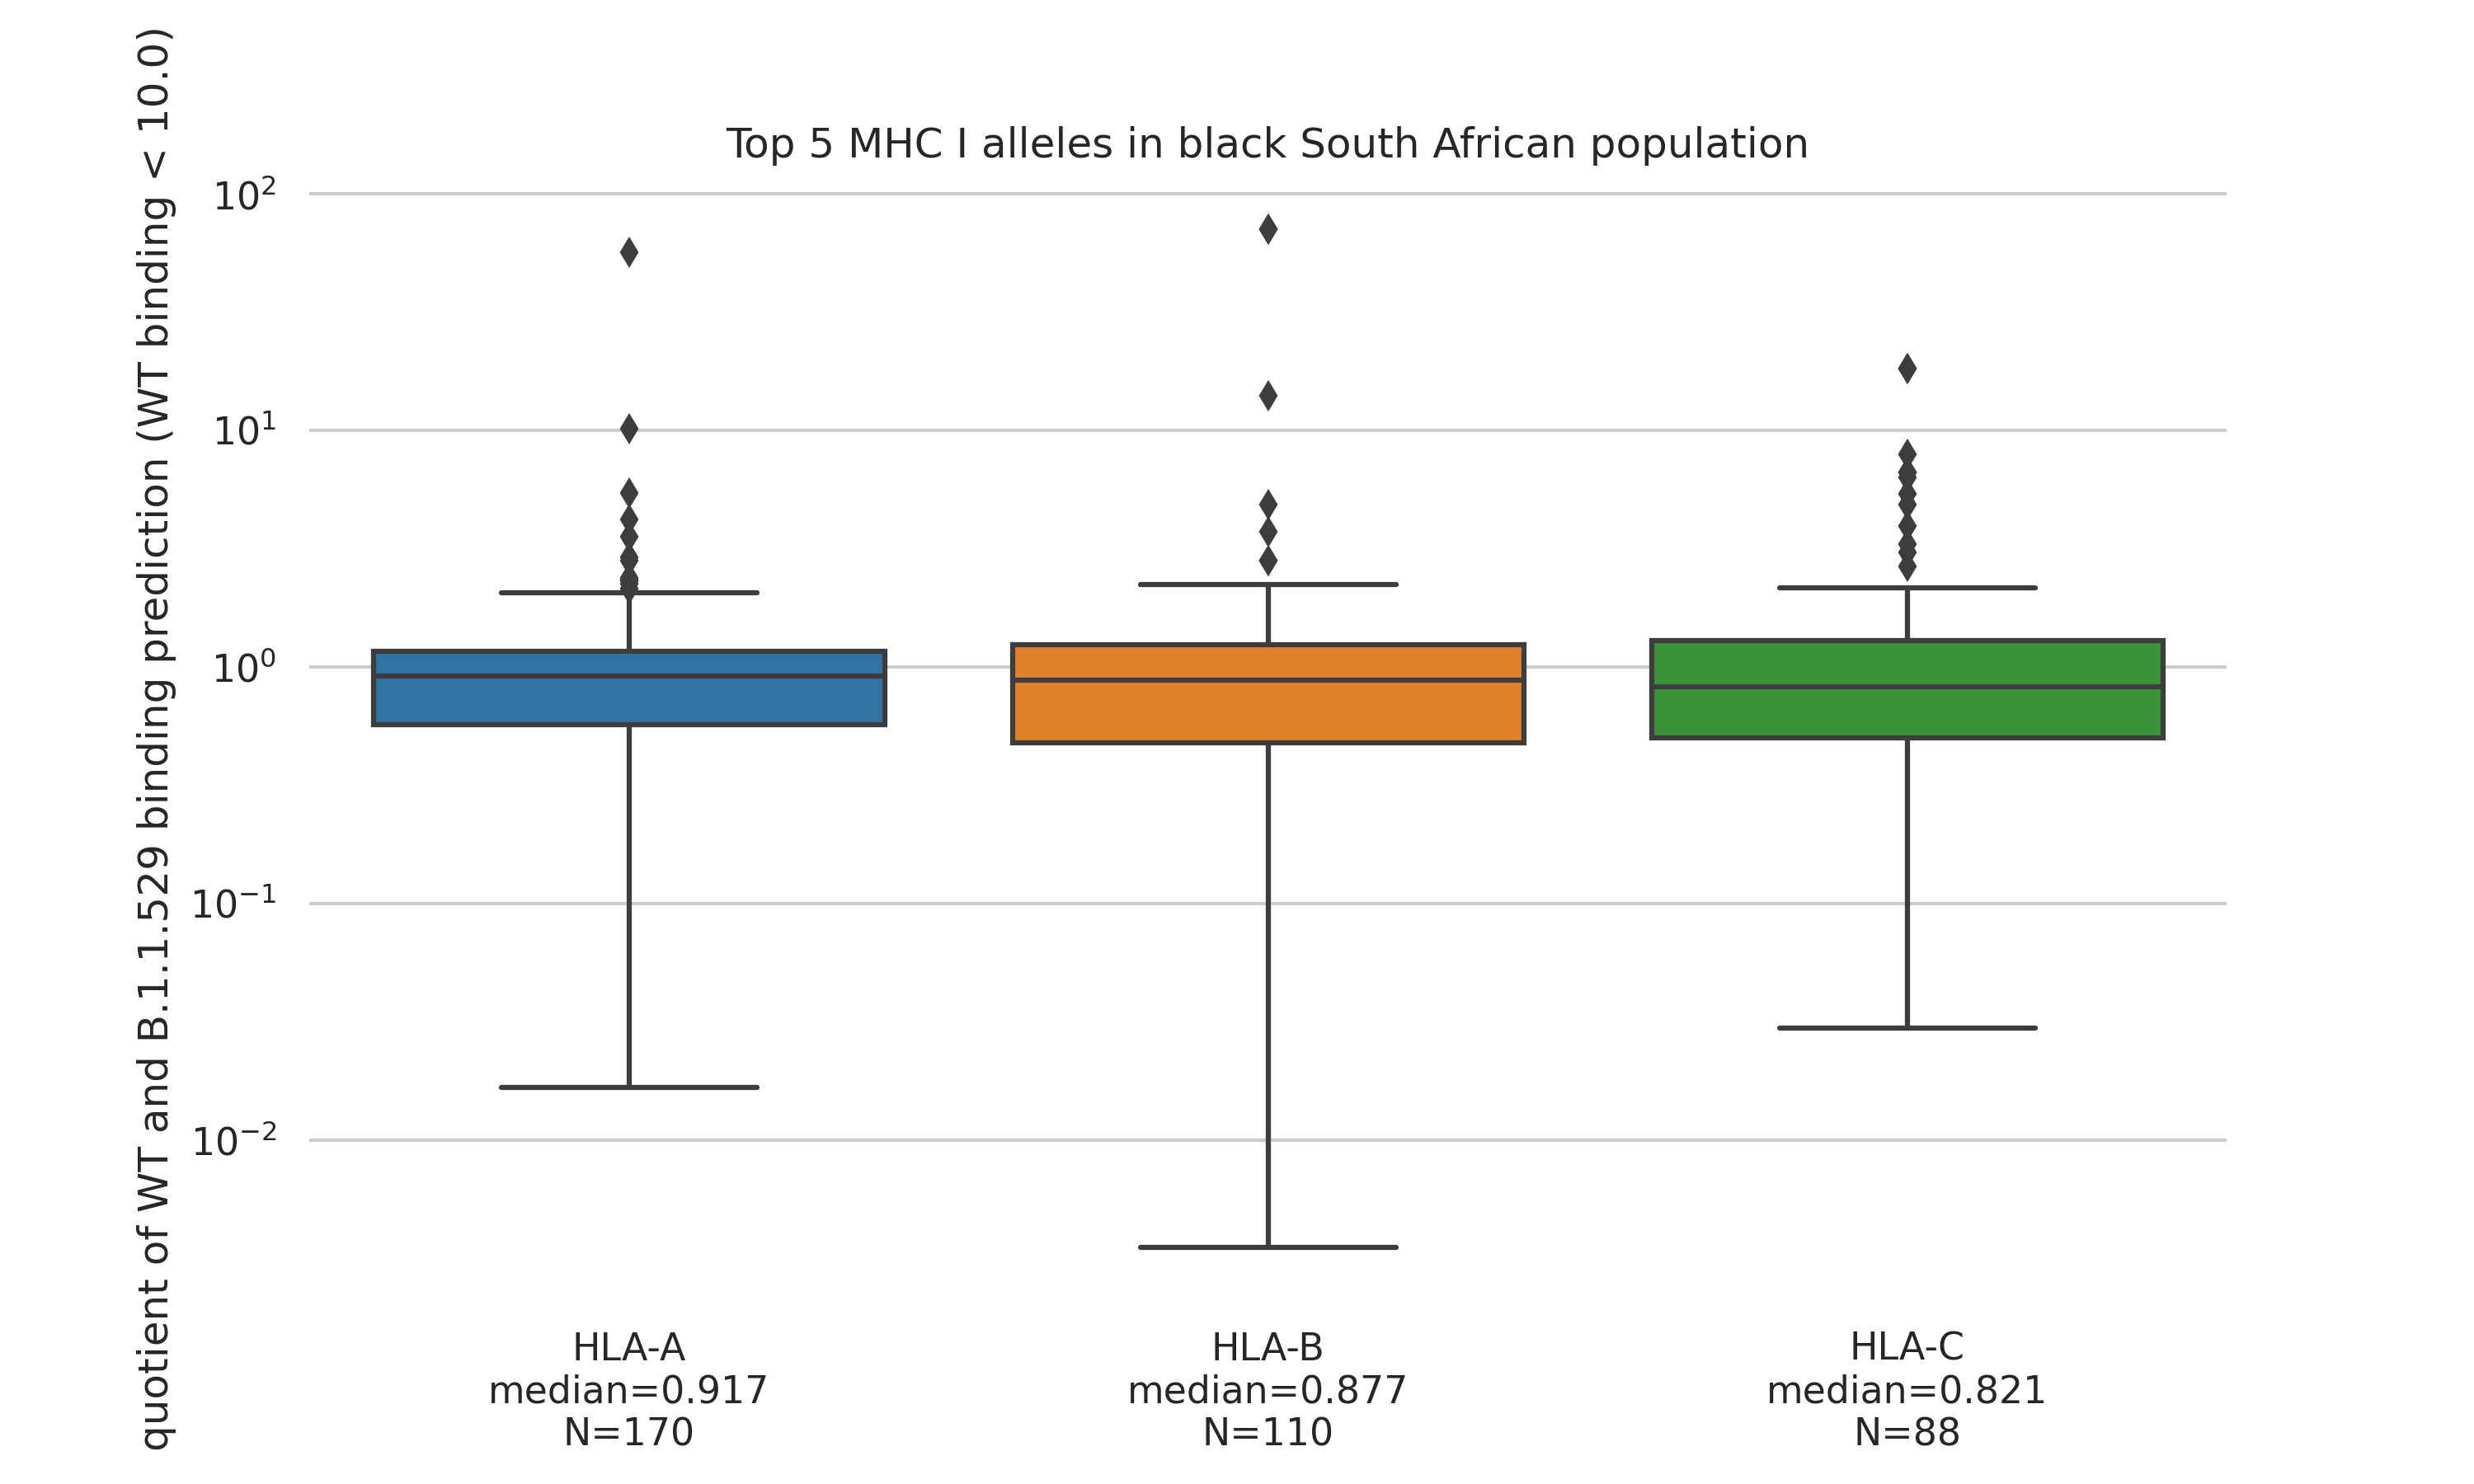 Top 5 MHC I alleles in black South African population
quotient of WT and B.1.1.529 binding prediction (WT binding < 10.0)
10²
10¹
10⁰
10⁻¹
10⁻²
HLA-A
median=0.917
N=170
HLA-B
median=0.877
N=110
HLA-C
median=0.821
N=88